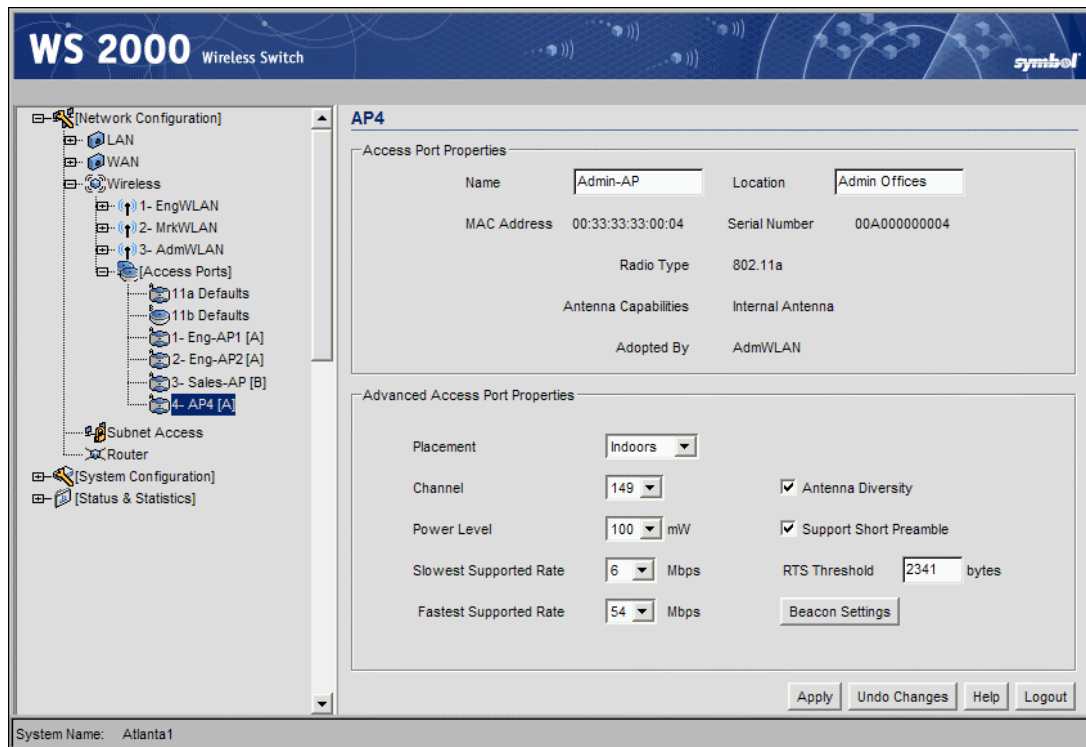 WS 2000 Wireless Switch
symbol
[Network Configuration]
LAN
WAN
Wireless
1- EngWLAN
2- MrkWLAN
3- AdmWLAN
[Access Ports]
11a Defaults
11b Defaults
1- Eng-AP1 [A]
2- Eng-AP2 [A]
3- Sales-AP [B]
4- AP4 [A]
Subnet Access
Router
[System Configuration]
[Status & Statistics]
AP4
Access Port Properties
Name Admin-AP Location Admin Offices
MAC Address 00:33:33:33:00:04 Serial Number 00A000000004
Radio Type 802.11a
Antenna Capabilities Internal Antenna
Adopted By AdmWLAN
Advanced Access Port Properties
Placement Indoors
Channel 149 Antenna Diversity
Power Level 100 mW Support Short Preamble
Slowest Supported Rate 6 Mbps RTS Threshold 2341 bytes
Fastest Supported Rate 54 Mbps Beacon Settings
Apply Undo Changes Help Logout
System Name: Atlanta1